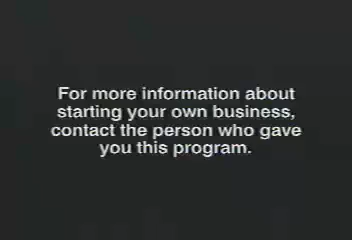 For more information about
starting your own business,
contact the person who gave
you this program.